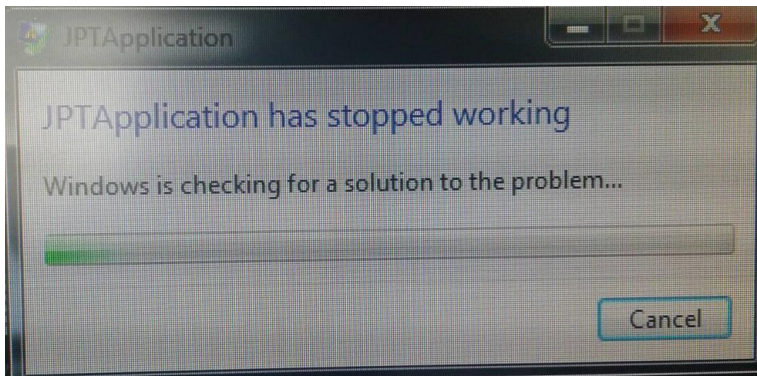 JPTApplication
JPTApplication has stopped working
Windows is checking for a solution to the problem...
Cancel